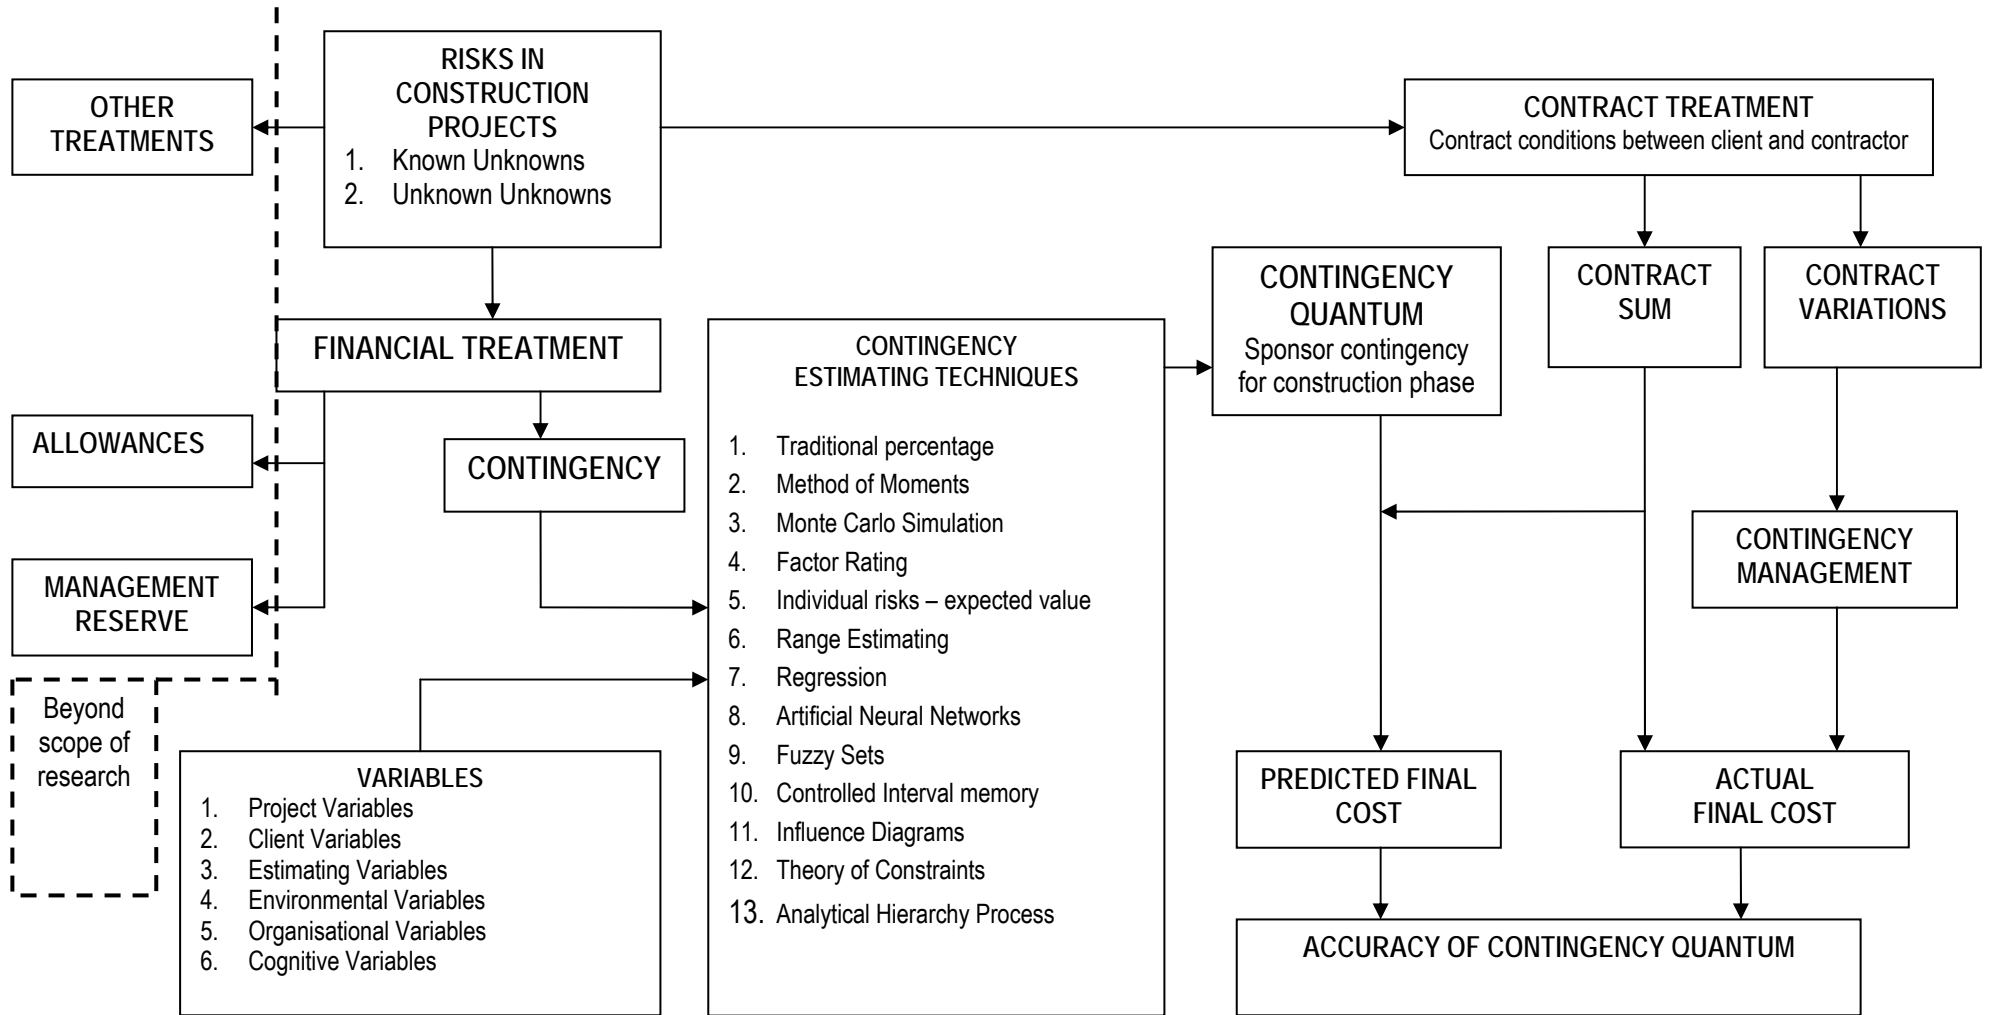 OTHER
TREATMENTS
RISKS IN
CONSTRUCTION
PROJECTS
1. Known Unknowns
2. Unknown Unknowns
CONTRACT TREATMENT
Contract conditions between client and contractor
FINANCIAL TREATMENT
ALLOWANCES
CONTINGENCY
MANAGEMENT
RESERVE
Beyond
scope of
research
VARIABLES
1. Project Variables
2. Client Variables
3. Estimating Variables
4. Environmental Variables
5. Organisational Variables
6. Cognitive Variables
CONTINGENCY
ESTIMATING TECHNIQUES
1. Traditional percentage
2. Method of Moments
3. Monte Carlo Simulation
4. Factor Rating
5. Individual risks – expected value
6. Range Estimating
7. Regression
8. Artificial Neural Networks
9. Fuzzy Sets
10. Controlled Interval memory
11. Influence Diagrams
12. Theory of Constraints
13. Analytical Hierarchy Process
CONTINGENCY
QUANTUM
Sponsor contingency
for construction phase
CONTRACT
SUM
CONTRACT
VARIATIONS
CONTINGENCY
MANAGEMENT
PREDICTED FINAL
COST
ACTUAL
FINAL COST
ACCURACY OF CONTINGENCY QUANTUM